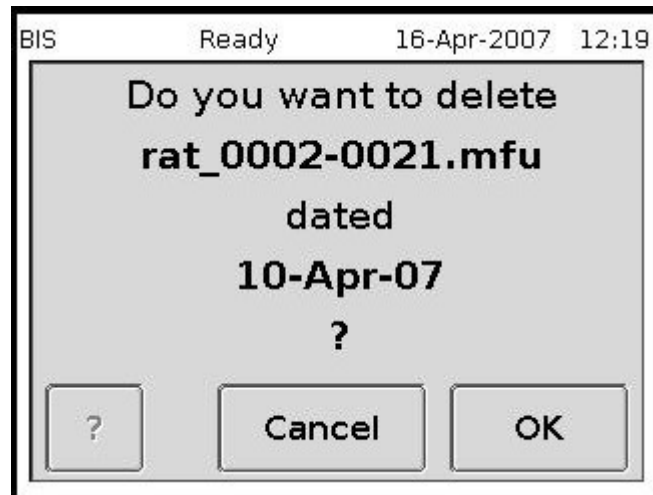 BIS Ready 16-Apr-2007 12:19
Do you want to delete
rat_0002-0021.mfu
dated
10-Apr-07
?
? Cancel OK